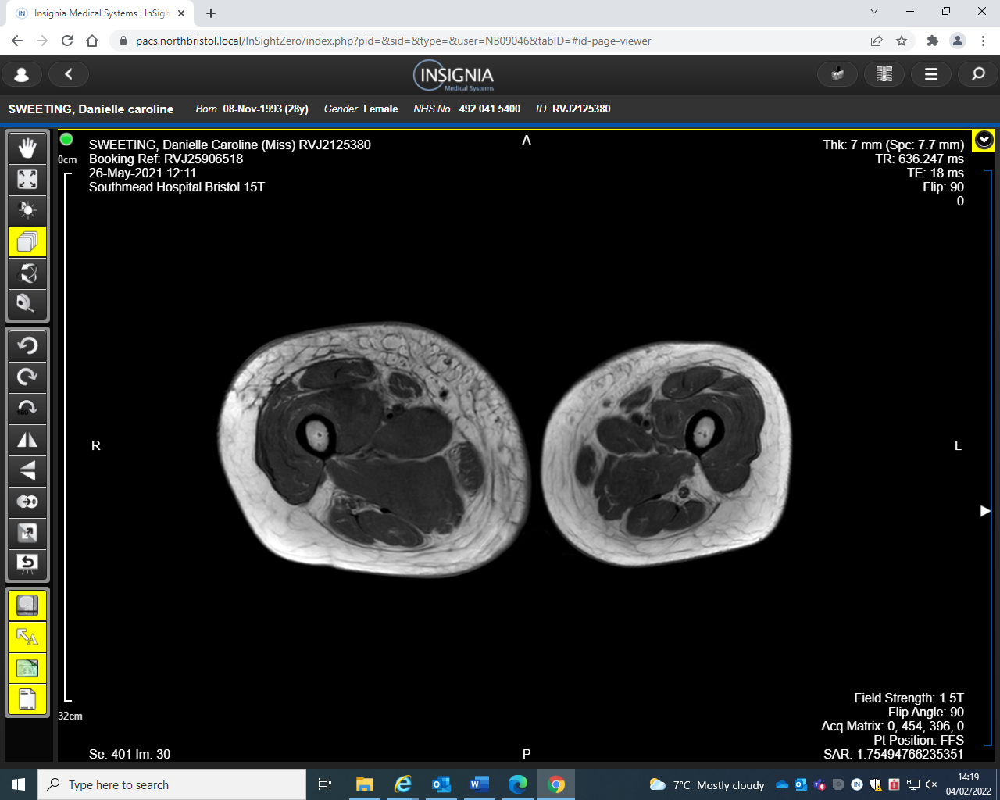 Insignia Medical Systems : InSigh
pacs.northbristol.local/InSightZero/index.php?pid=&sid=&type=&user=NB09046&tabID=#id-page-viewer
INSIGNIA
Medical Systems
SWEETING, Danielle caroline Born 08-Nov-1993 (28y) Gender Female NHS No. 492 041 5400 ID RVJ2125380
SWEETING, Danielle Caroline (Miss) RVJ2125380
Booking Ref: RVJ25906518
26-May-2021 12:11
Southmead Hospital Bristol 15T
A
Thk: 7 mm (Spc: 7.7 mm)
TR: 636.247 ms
TE: 18 ms
Flip: 90
0
0cm
R
L
180
32cm
Field Strength: 1.5T
Flip Angle: 90
Acq Matrix: 0, 454, 396, 0
Pt Position: FFS
SAR: 1.75494766235351
Se: 401 Im: 30
P
Type here to search
7°C Mostly cloudy
14:19
04/02/2022